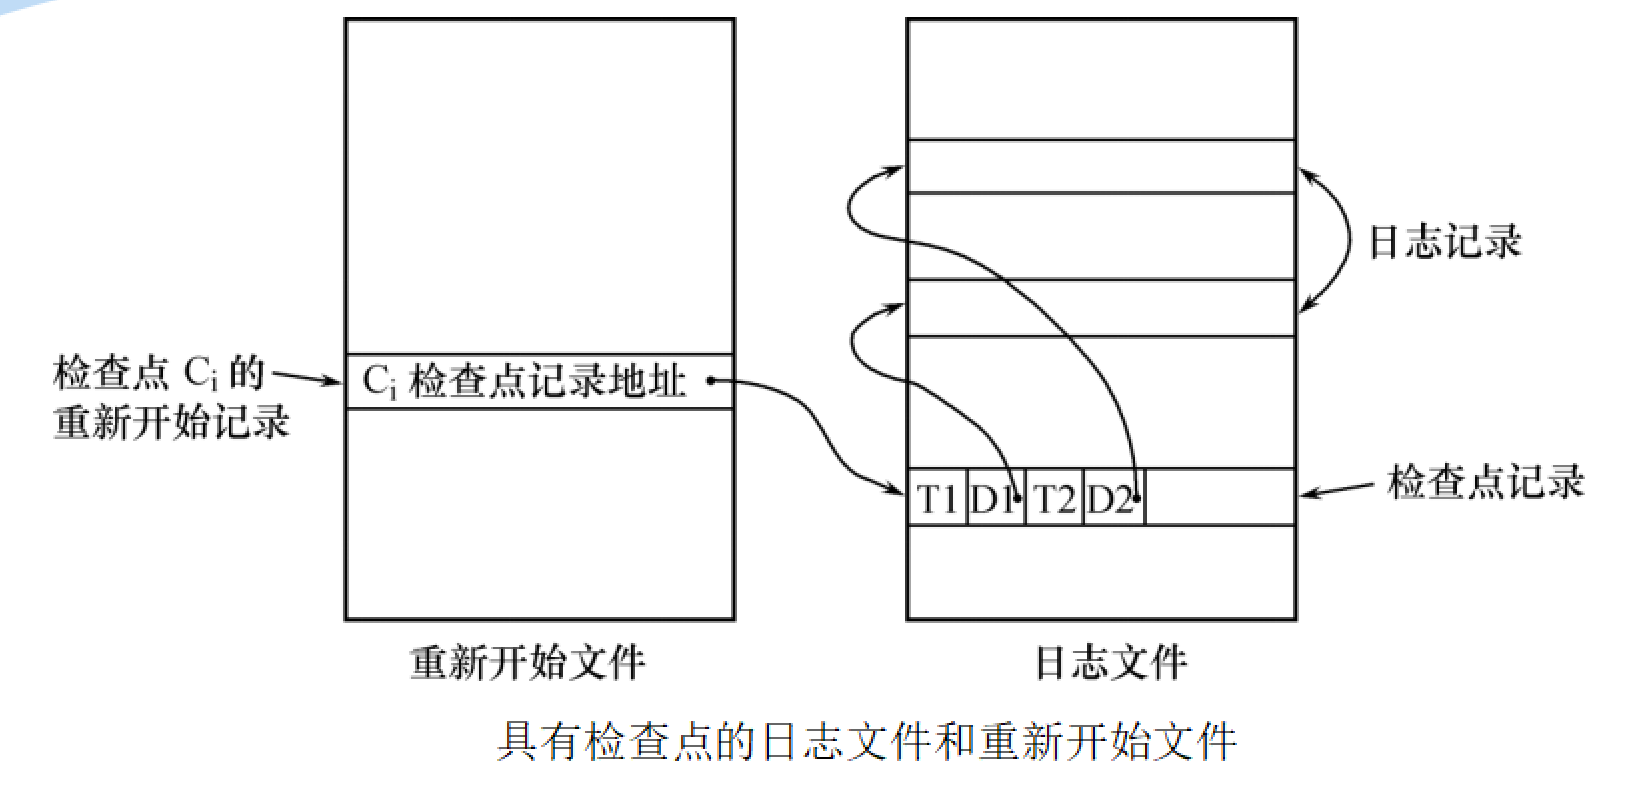 检查点 Ci 的
重新开始记录
Ci 检查点记录地址
日志记录
T1 D1 T2 D2
检查点记录
重新开始文件
日志文件
具有检查点的日志文件和重新开始文件